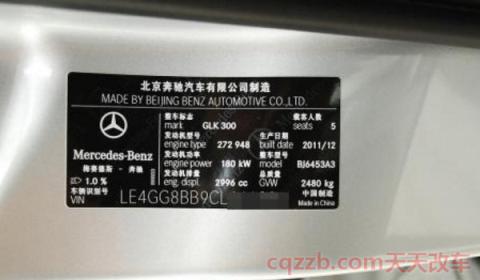 北京奔驰汽车有限公司制造
MADE BY BEIJING BENZ AUTOMOTIVE CO.,LTD.
整车标志 载客人数
mark GLK 300 seats 5
发动机型号 生产日期
engine type 272 948 built date 2011/12
发动机功率 整车型号
engine power 180 kW model BJ6453A3
发动机排量 总质量
eng. displ. 2996 cc GVW 2480 kg
Mercedes-Benz
梅赛德斯-奔驰
1.0 %
车辆识别号
VIN LE4GG8BB9CL
中国制造
Made in China
cqzzb.com天天改车